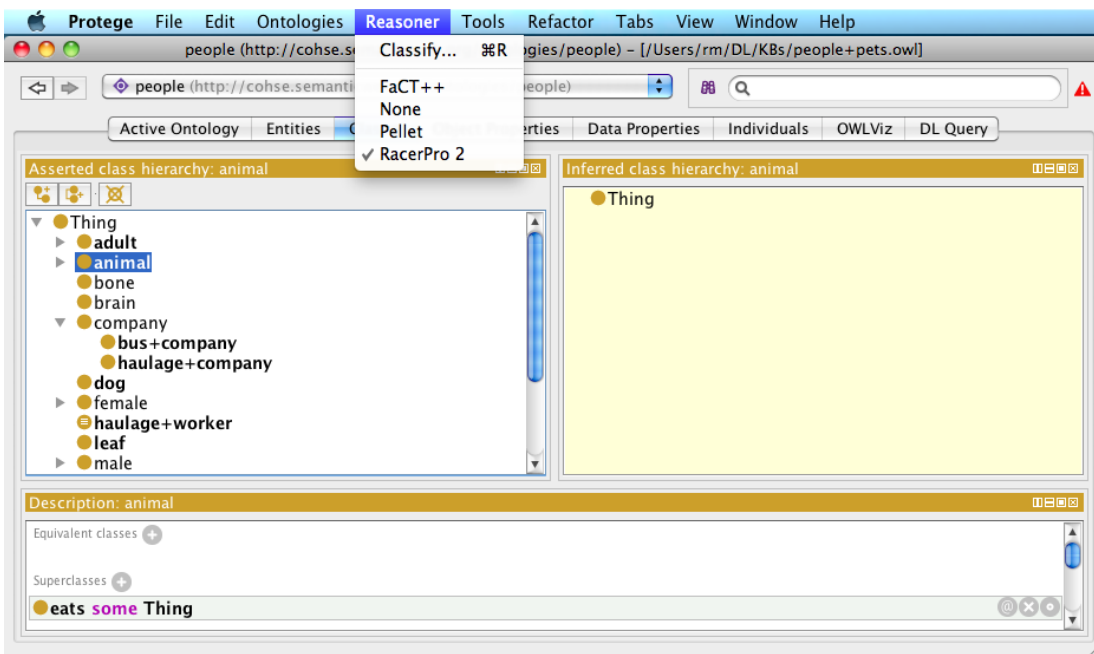 Protege File Edit Ontologies Reasoner Tools Refactor Tabs View Window Help
people (http://cohse.se ogies/people) – [/Users/rm/DL/KBs/people+pets.owl]
Classify... ⌘R
FaCT++
None
Pellet
✓ RacerPro 2
people (http://cohse.semanti eople)
Active Ontology Entities erties Data Properties Individuals OWLViz DL Query
Asserted class hierarchy: animal
Thing
adult
animal
bone
brain
company
bus+company
haulage+company
dog
female
haulage+worker
leaf
male
Inferred class hierarchy: animal
Thing
Description: animal
Equivalent classes
Superclasses
eats some Thing